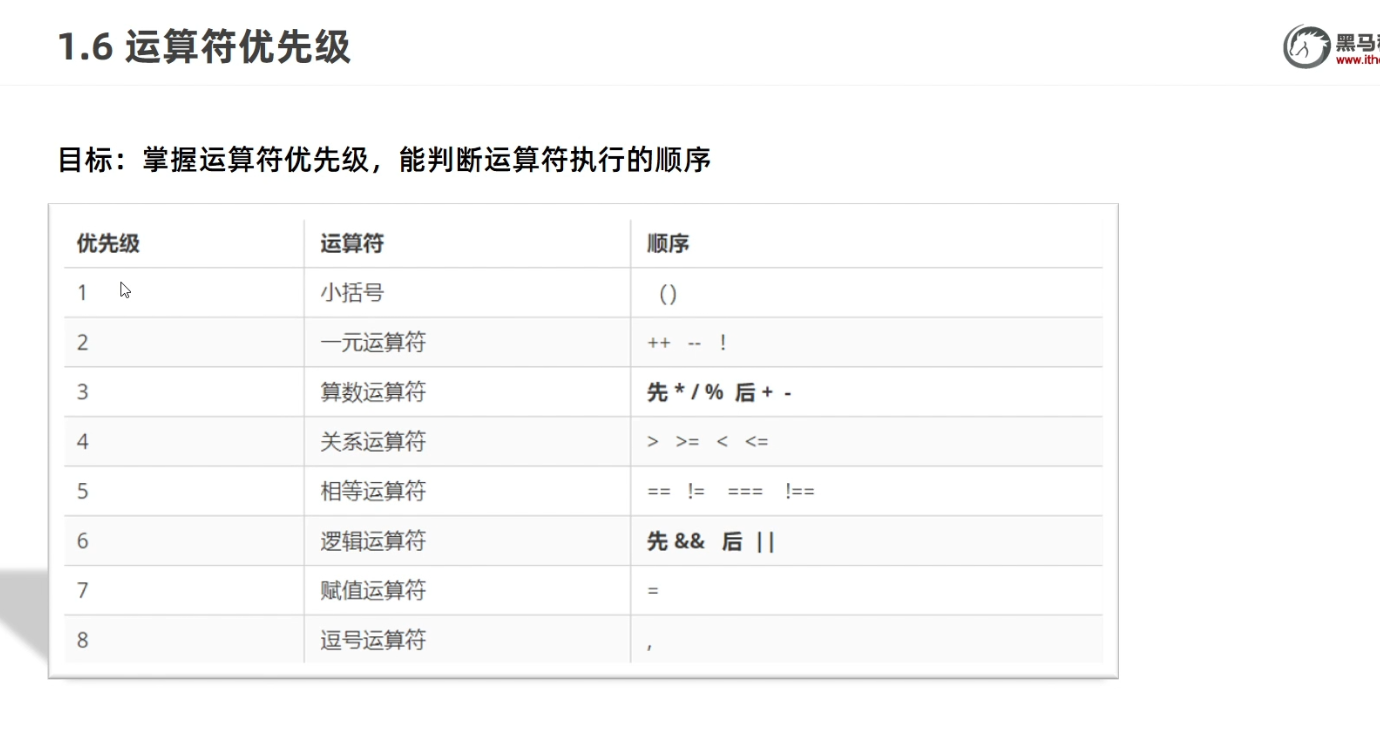 1.6 运算符优先级
黑马
www.ith
目标：掌握运算符优先级，能判断运算符执行的顺序
优先级 运算符 顺序
1 小括号 ()
2 一元运算符 ++ -- !
3 算数运算符 先 * / % 后 + -
4 关系运算符 > >= < <=
5 相等运算符 == != === !==
6 逻辑运算符 先 && 后 ||
7 赋值运算符 =
8 逗号运算符 ,